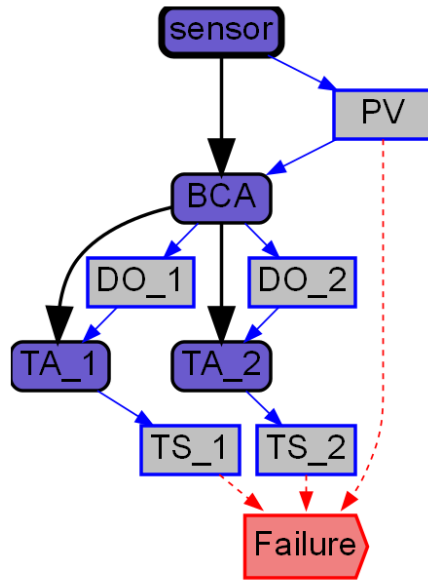 sensor
PV
BCA
DO_1
DO_2
TA_1
TA_2
TS_1
TS_2
Failure